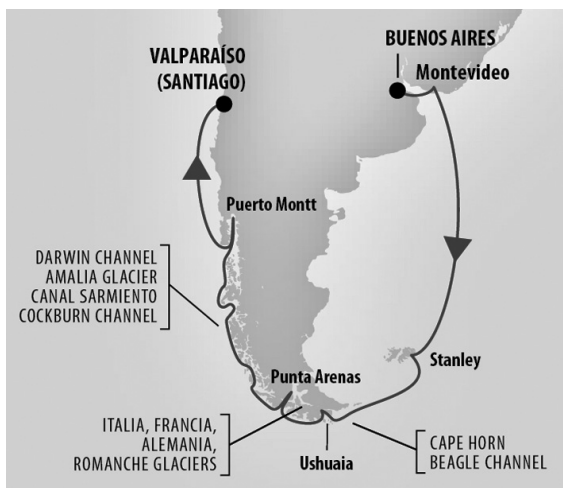 BUENOS AIRES
VALPARAÍSO
(SANTIAGO)
Montevideo
Puerto Montt
DARWIN CHANNEL
AMALIA GLACIER
CANAL SARMIENTO
COCKBURN CHANNEL
Stanley
Punta Arenas
ITALIA, FRANCIA,
ALEMANIA,
ROMANCHE GLACIERS
Ushuaia
CAPE HORN
BEAGLE CHANNEL